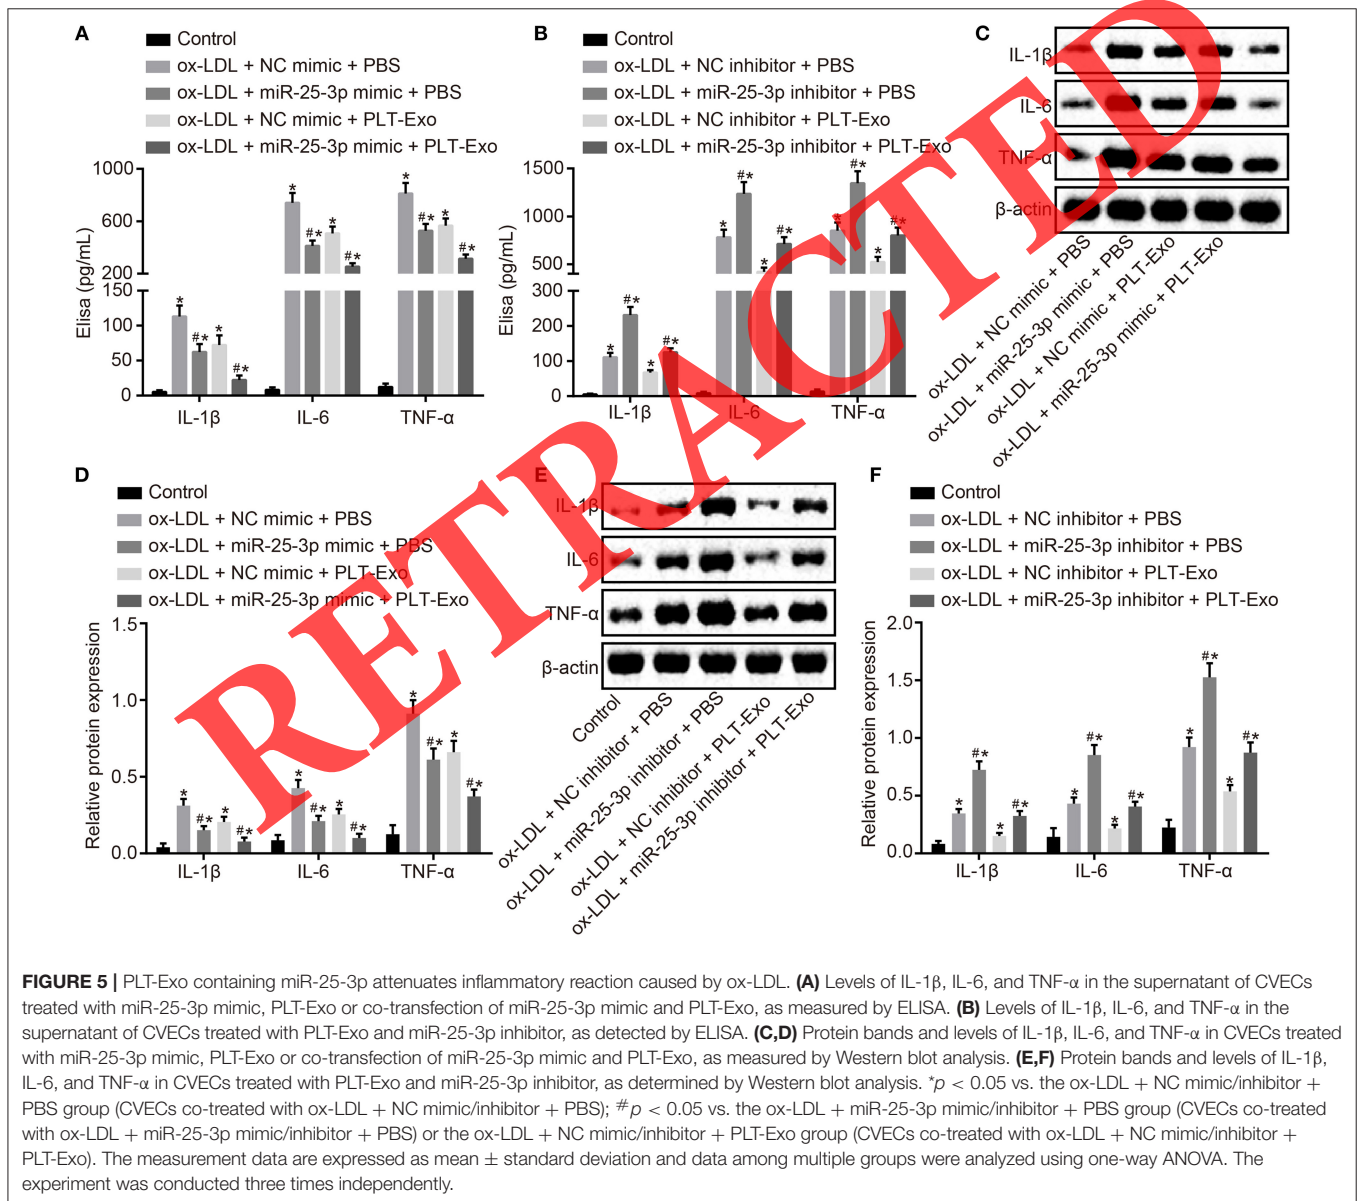 A
Control
ox-LDL + NC mimic + PBS
ox-LDL + miR-25-3p mimic + PBS
ox-LDL + NC mimic + PLT-Exo
ox-LDL + miR-25-3p mimic + PLT-Exo
Elisa (pg/mL)
1000
600
200
150
100
50
0
* #* * #*
* #* * #*
* #* * #*
IL-1β IL-6 TNF-α
B
Control
ox-LDL + NC inhibitor + PBS
ox-LDL + miR-25-3p inhibitor + PBS
ox-LDL + NC inhibitor + PLT-Exo
ox-LDL + miR-25-3p inhibitor + PLT-Exo
Elisa (pg/mL)
1500
1000
500
300
200
100
0
* #* * #*
* #* * #*
* #* * #*
IL-1β IL-6 TNF-α
C
IL-1β
IL-6
TNF-α
β-actin
ox-LDL + NC mimic + PBS
ox-LDL + miR-25-3p mimic + PBS
ox-LDL + NC mimic + PLT-Exo
ox-LDL + miR-25-3p mimic + PLT-Exo
D
Control
ox-LDL + NC mimic + PBS
ox-LDL + miR-25-3p mimic + PBS
ox-LDL + NC mimic + PLT-Exo
ox-LDL + miR-25-3p mimic + PLT-Exo
Relative protein expression
1.5
1.0
0.5
0.0
* #* * #*
* #* * #*
* #* * #*
IL-1β IL-6 TNF-α
E
IL-1β
IL-6
TNF-α
β-actin
Control
ox-LDL + NC inhibitor + PBS
ox-LDL + miR-25-3p inhibitor + PBS
ox-LDL + NC inhibitor + PLT-Exo
ox-LDL + miR-25-3p inhibitor + PLT-Exo
F
Control
ox-LDL + NC inhibitor + PBS
ox-LDL + miR-25-3p inhibitor + PBS
ox-LDL + NC inhibitor + PLT-Exo
ox-LDL + miR-25-3p inhibitor + PLT-Exo
Relative protein expression
2.0
1.5
1.0
0.5
0.0
* #* * #*
* #* * #*
* #* * #*
IL-1β IL-6 TNF-α
RETRACTED
FIGURE 5 | PLT-Exo containing miR-25-3p attenuates inflammatory reaction caused by ox-LDL. (A) Levels of IL-1β, IL-6, and TNF-α in the supernatant of CVECs
treated with miR-25-3p mimic, PLT-Exo or co-transfection of miR-25-3p mimic and PLT-Exo, as measured by ELISA. (B) Levels of IL-1β, IL-6, and TNF-α in the
supernatant of CVECs treated with PLT-Exo and miR-25-3p inhibitor, as detected by ELISA. (C,D) Protein bands and levels of IL-1β, IL-6, and TNF-α in CVECs treated
with miR-25-3p mimic, PLT-Exo or co-transfection of miR-25-3p mimic and PLT-Exo, as measured by Western blot analysis. (E,F) Protein bands and levels of IL-1β,
IL-6, and TNF-α in CVECs treated with PLT-Exo and miR-25-3p inhibitor, as determined by Western blot analysis. *p < 0.05 vs. the ox-LDL + NC mimic/inhibitor +
PBS group (CVECs co-treated with ox-LDL + NC mimic/inhibitor + PBS); #p < 0.05 vs. the ox-LDL + miR-25-3p mimic/inhibitor + PBS group (CVECs co-treated
with ox-LDL + miR-25-3p mimic/inhibitor + PBS) or the ox-LDL + NC mimic/inhibitor + PLT-Exo group (CVECs co-treated with ox-LDL + NC mimic/inhibitor +
PLT-Exo). The measurement data are expressed as mean ± standard deviation and data among multiple groups were analyzed using one-way ANOVA. The
experiment was conducted three times independently.